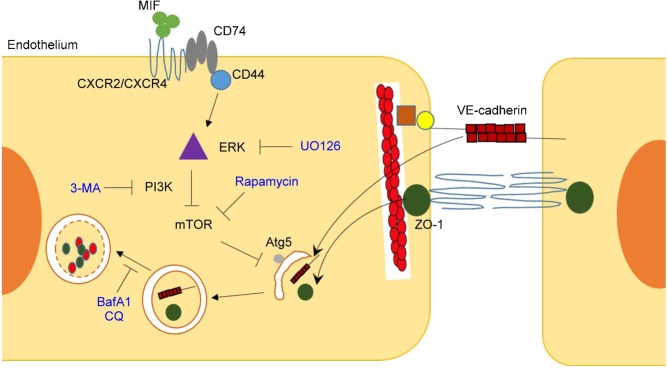 MIF
CD74
Endothelium
CXCR2/CXCR4
CD44
VE-cadherin
ERK
UO126
Rapamycin
3-MA
PI3K
mTOR
ZO-1
Atg5
BafA1
CQ